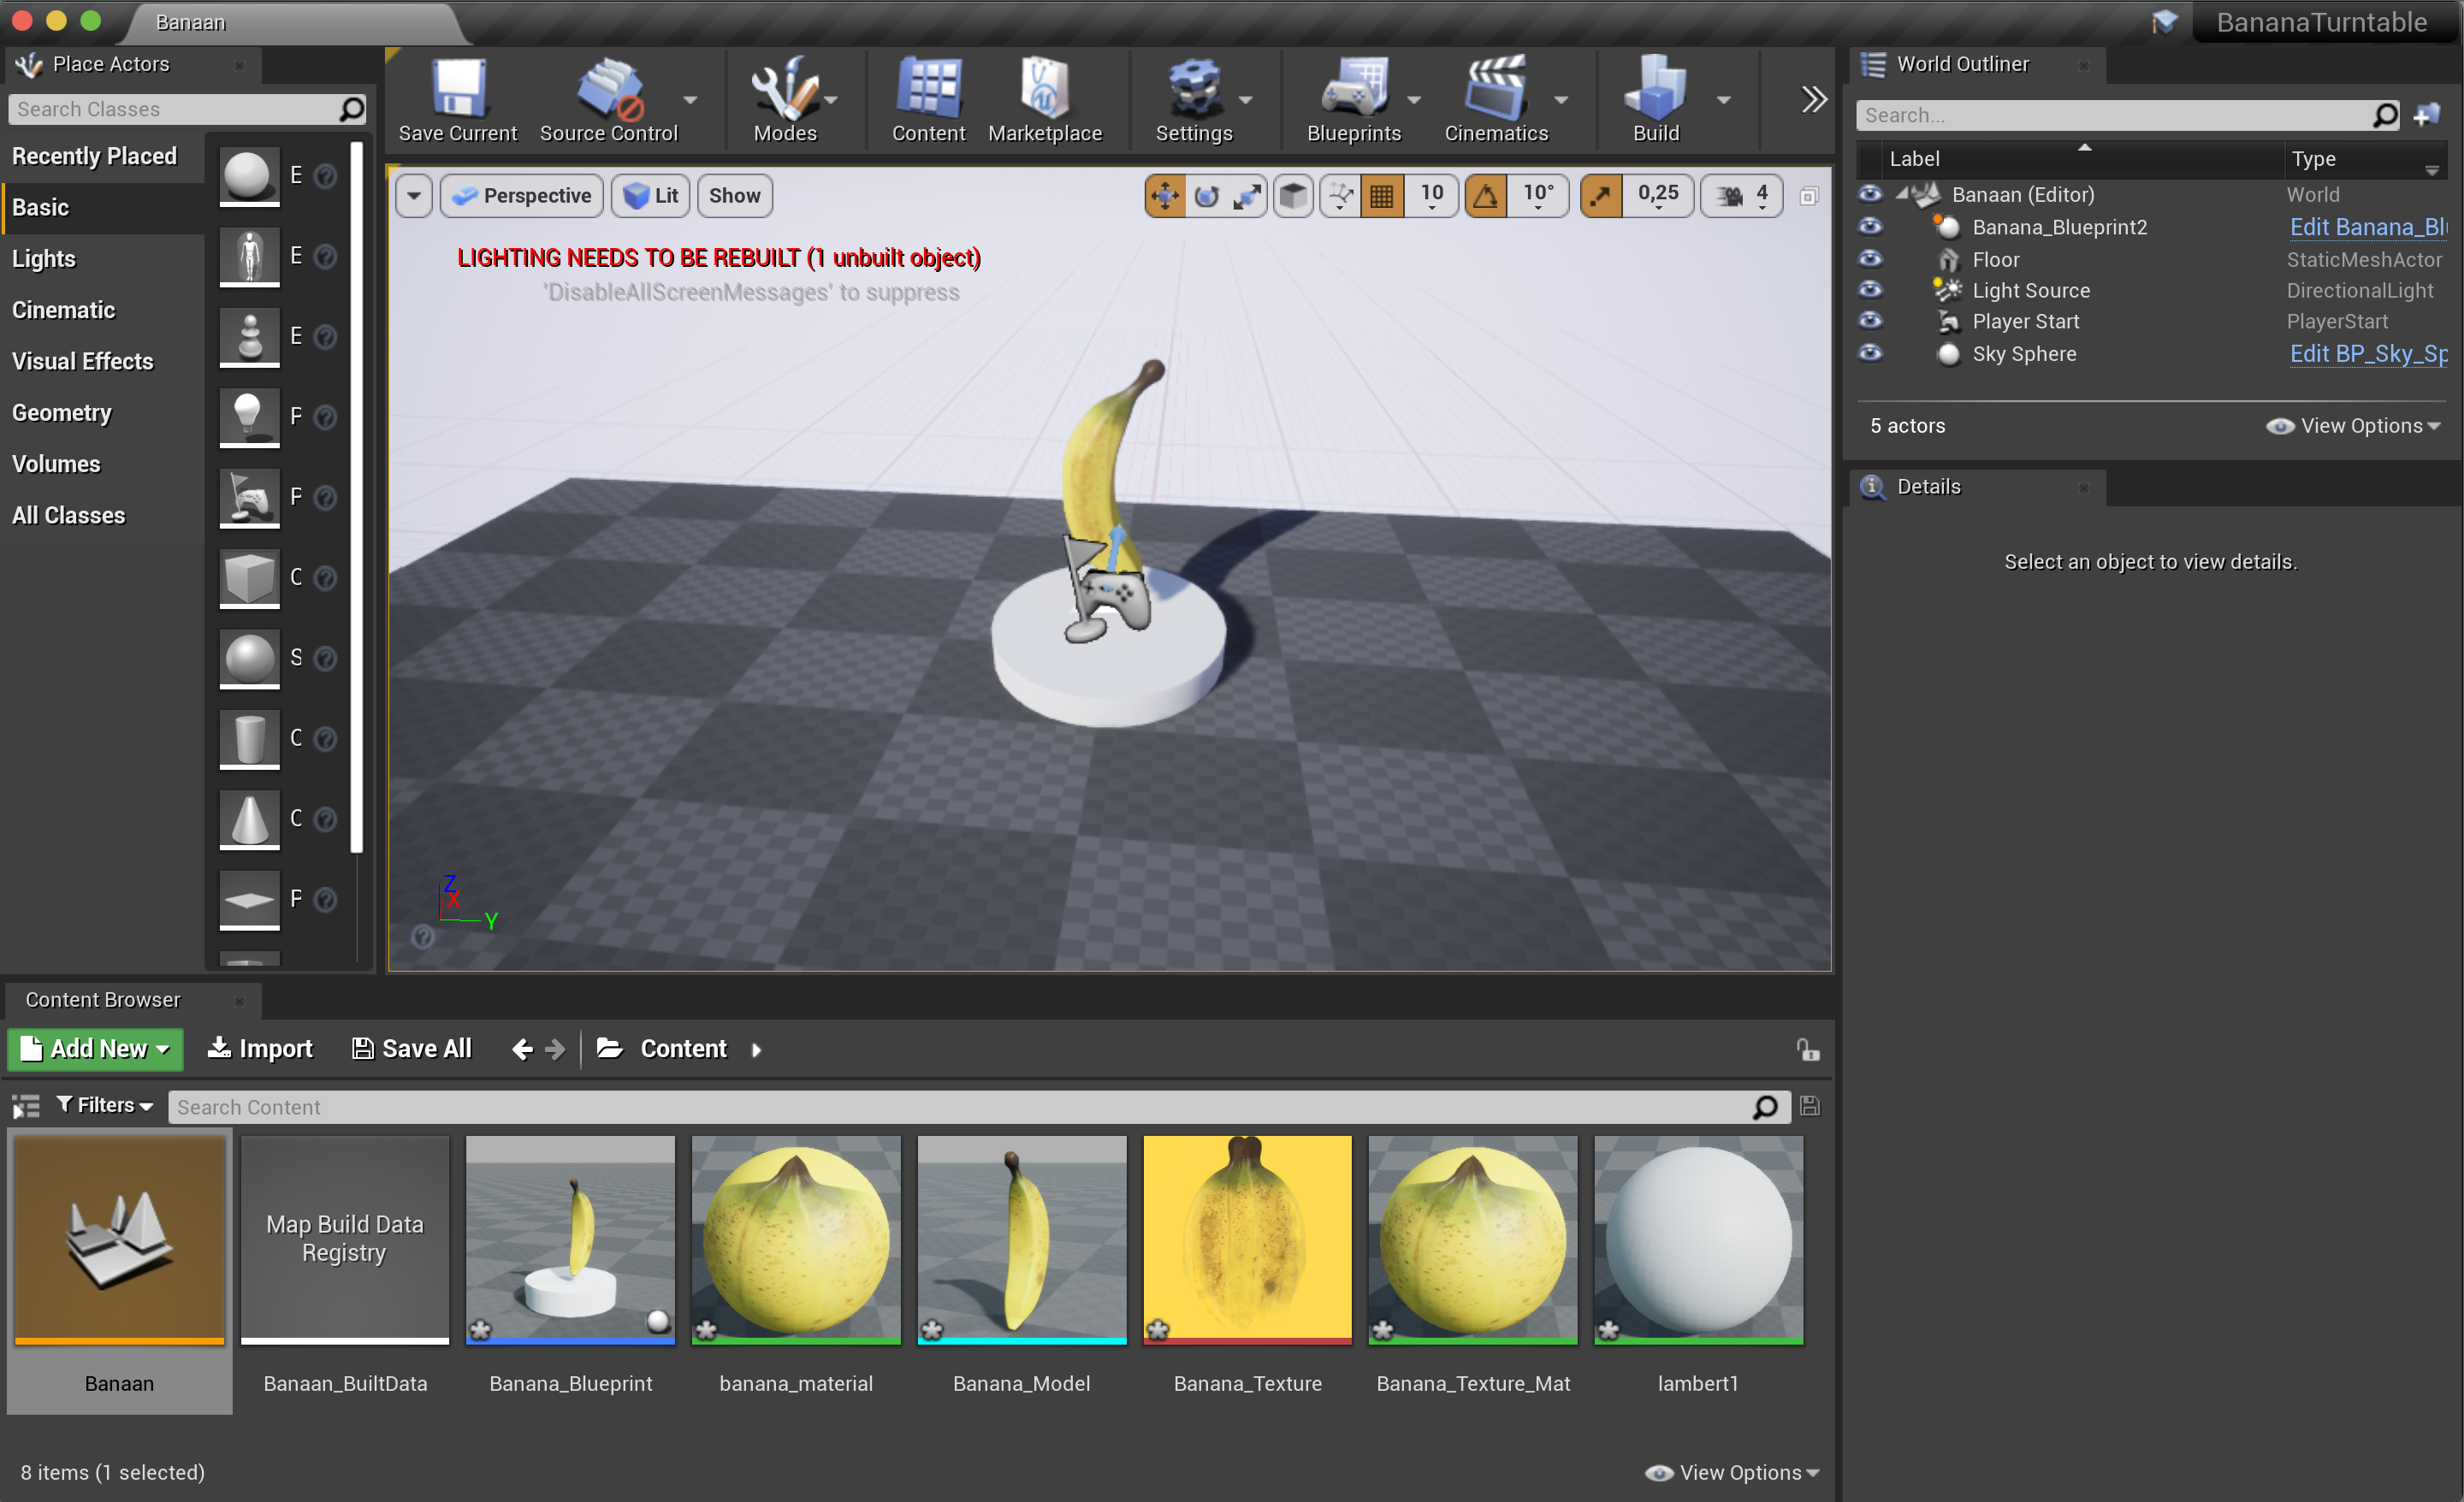 Banaan
BananaTurntable
Place Actors
Search Classes
Recently Placed
Basic
Lights
Cinematic
Visual Effects
Geometry
Volumes
All Classes
E
E
E
P
P
C
S
C
C
P
Save Current
Source Control
Modes
Content
Marketplace
Settings
Blueprints
Cinematics
Build
Perspective
Lit
Show
10
10°
0,25
4
LIGHTING NEEDS TO BE REBUILT (1 unbuilt object)
'DisableAllScreenMessages' to suppress
Z
X
Y
World Outliner
Search...
Label
Type
Banaan (Editor)
World
Banana_Blueprint2
Edit Banana_Bl
Floor
StaticMeshActor
Light Source
DirectionalLight
Player Start
PlayerStart
Sky Sphere
Edit BP_Sky_Sp
5 actors
View Options
Details
Select an object to view details.
Content Browser
Add New
Import
Save All
Content
Filters
Search Content
Map Build Data
Registry
Banaan
Banaan_BuiltData
Banana_Blueprint
banana_material
Banana_Model
Banana_Texture
Banana_Texture_Mat
lambert1
8 items (1 selected)
View Options